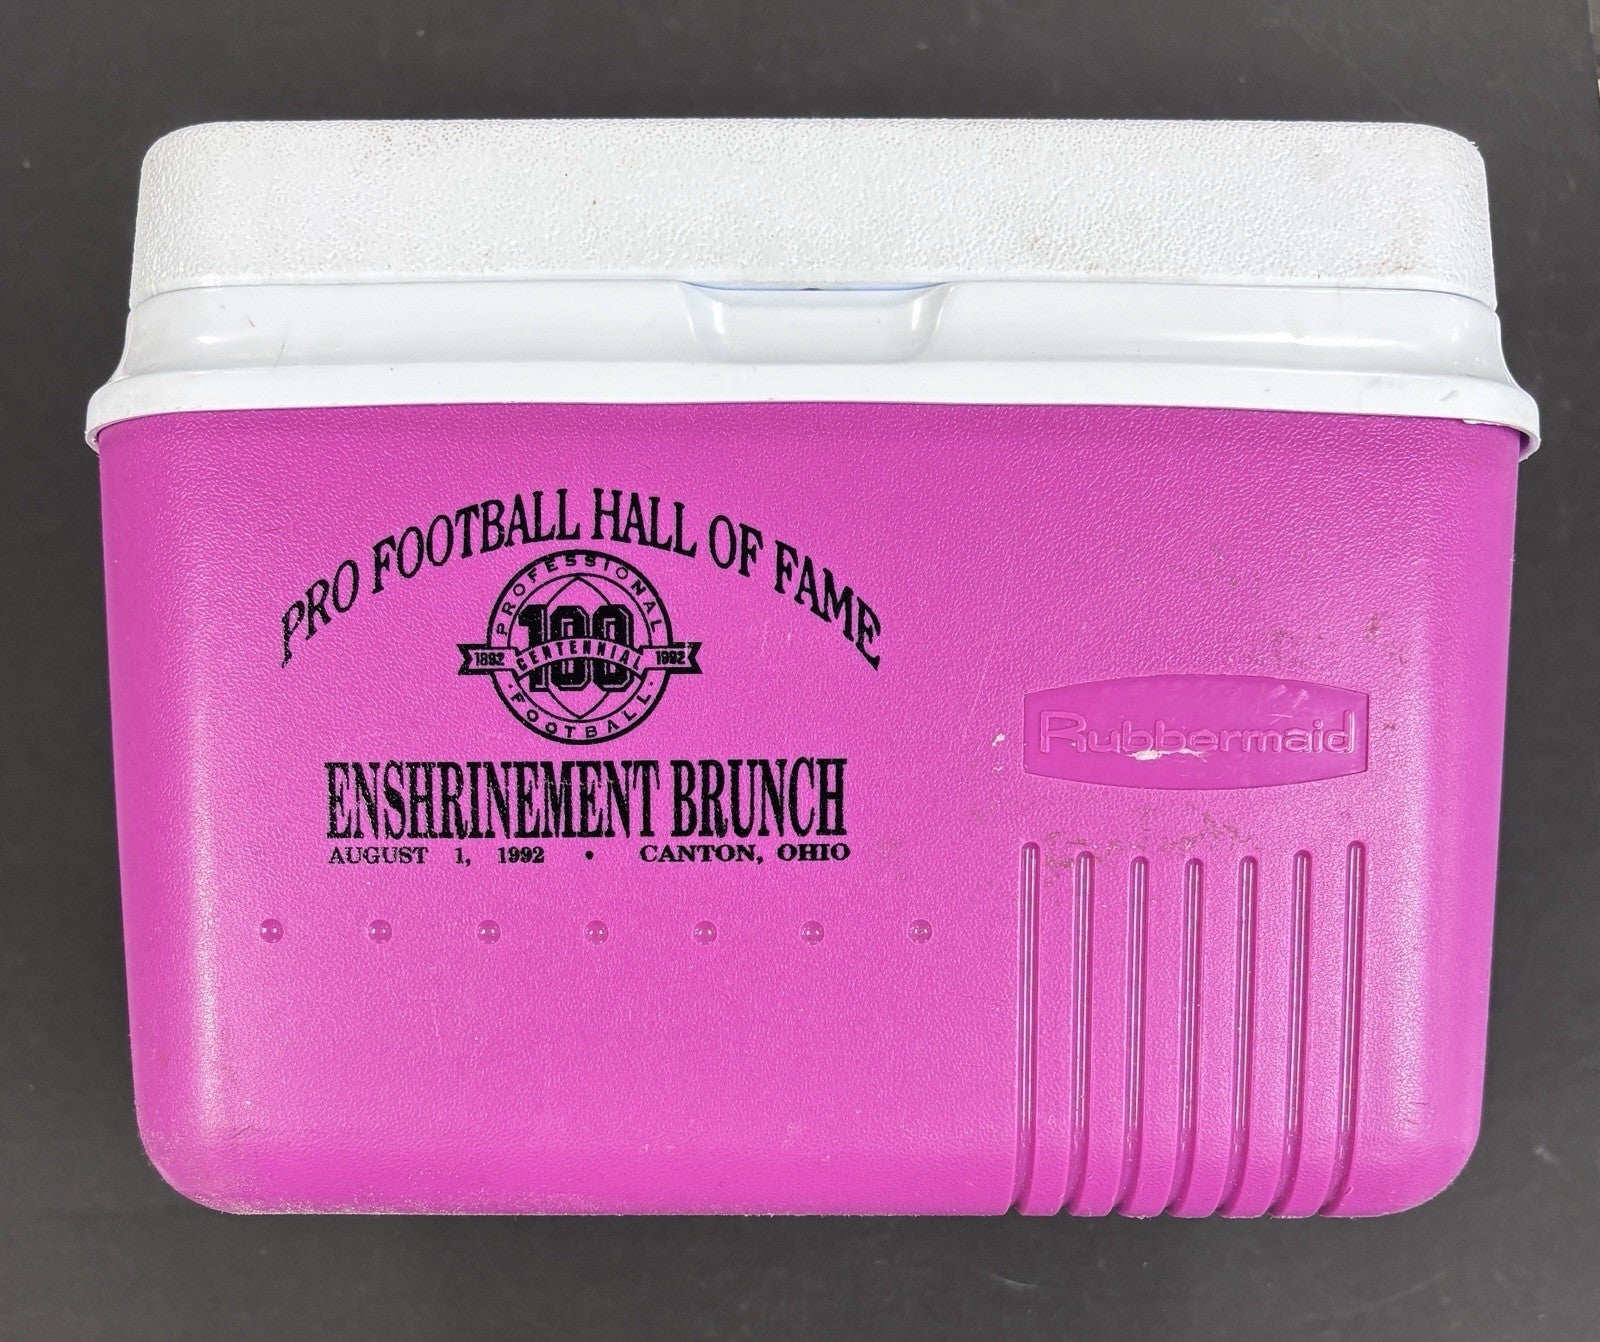 PRO FOOTBALL HALL OF FAME
PROFESSIONAL
100
1892 CENTENNIAL 1992
· FOOTBALL ·
ENSHRINEMENT BRUNCH
AUGUST 1, 1992 • CANTON, OHIO
Rubbermaid